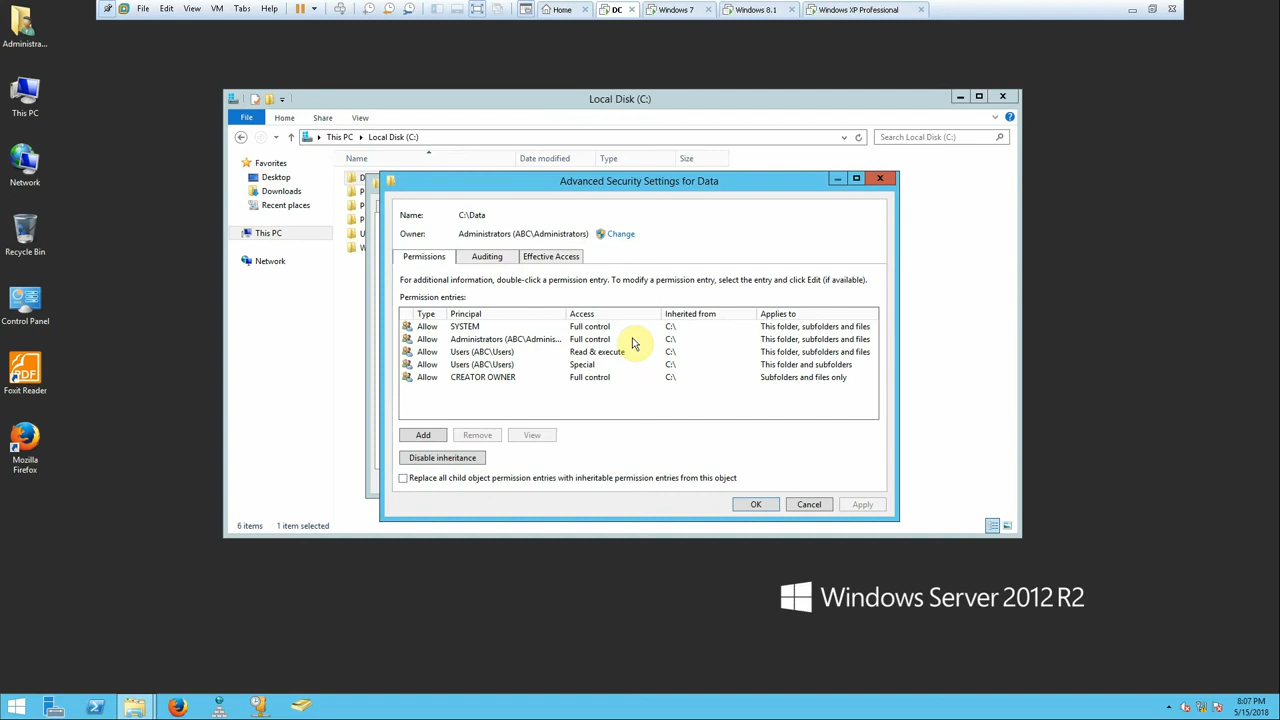 File Edit View VM Tabs Help Home DC Windows 7 Windows 8.1 Windows XP Professional
Administra...
This PC
Network
Recycle Bin
Control Panel
Foxit Reader
PDF
Mozilla
Firefox
Local Disk (C:)
File Home Share View
This PC Local Disk (C:) Search Local Disk (C:)
Favorites
Desktop
Downloads
Recent places
This PC
Network
Name Date modified Type Size
D
P
P
P
U
W
Advanced Security Settings for Data
Name: C:\Data
Owner: Administrators (ABC\Administrators) Change
Permissions Auditing Effective Access
For additional information, double-click a permission entry. To modify a permission entry, select the entry and click Edit (if available).
Permission entries:
Type Principal Access Inherited from Applies to
Allow SYSTEM Full control C:\ This folder, subfolders and files
Allow Administrators (ABC\Adminis... Full control C:\ This folder, subfolders and files
Allow Users (ABC\Users) Read & execute C:\ This folder, subfolders and files
Allow Users (ABC\Users) Special C:\ This folder and subfolders
Allow CREATOR OWNER Full control C:\ Subfolders and files only
Add Remove View
Disable inheritance
Replace all child object permission entries with inheritable permission entries from this object
OK Cancel Apply
6 items 1 item selected
Windows Server 2012 R2
8:07 PM
5/15/2018